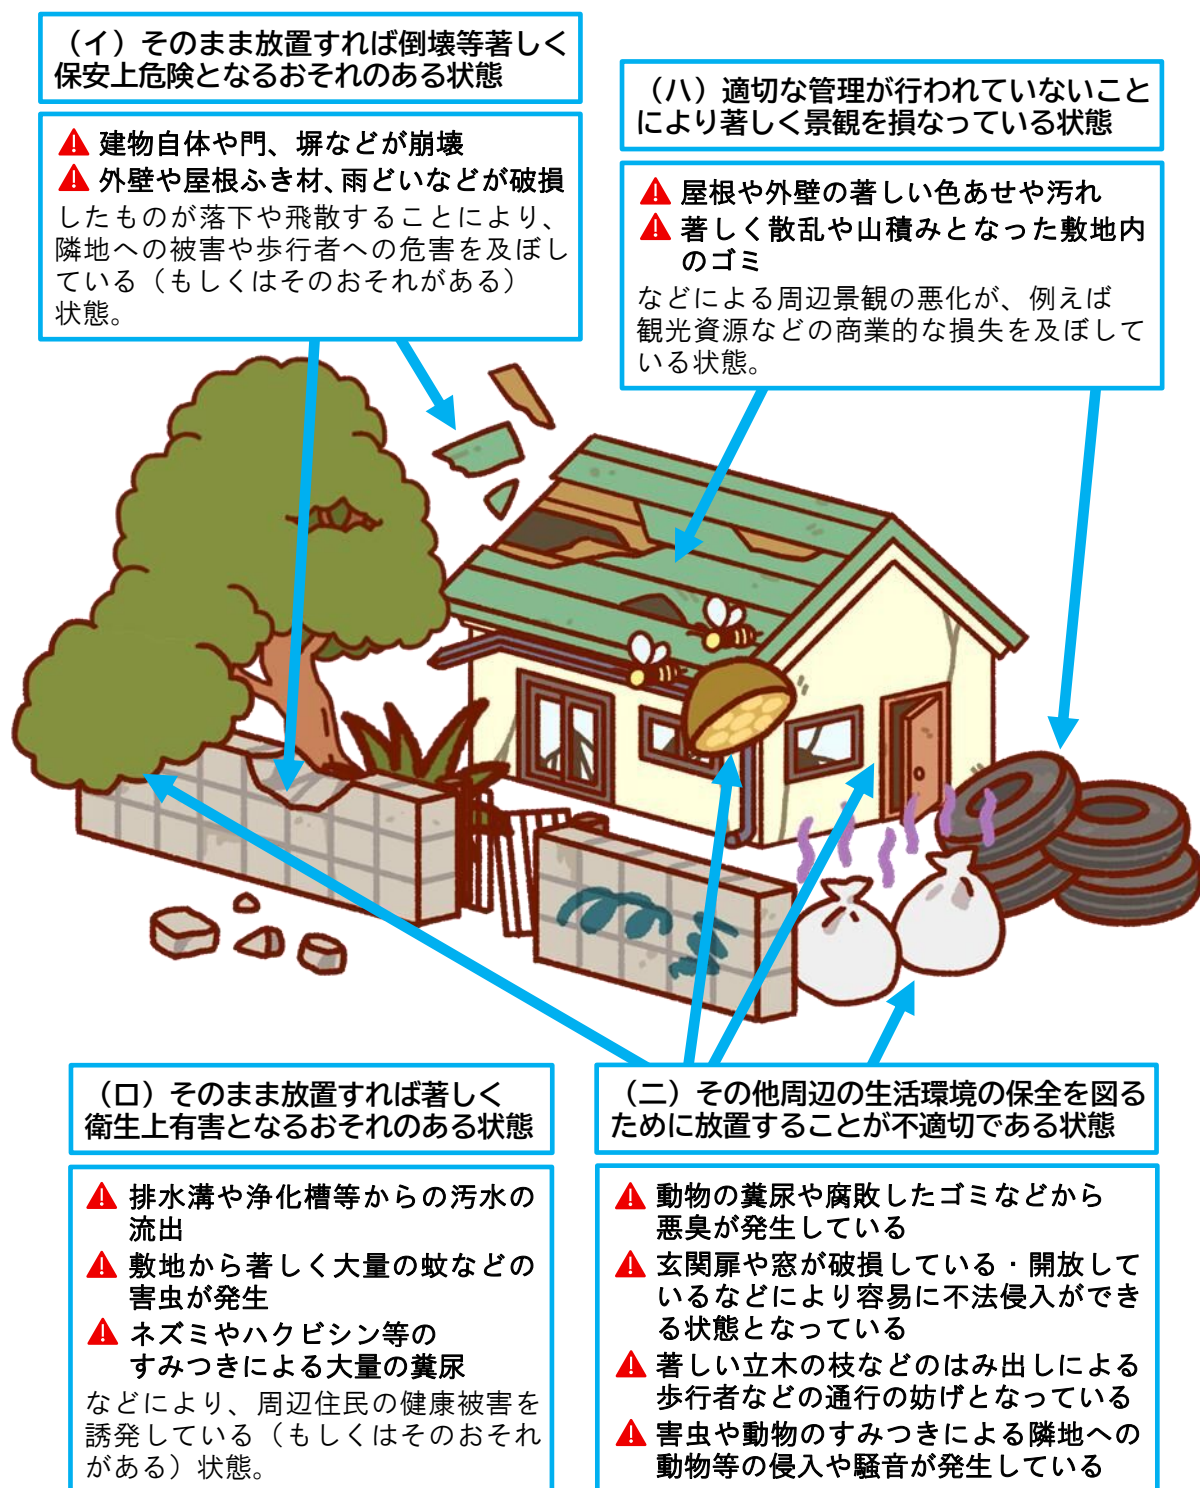 （イ）そのまま放置すれば倒壊等著しく
保安上危険となるおそれのある状態
建物自体や門、塀などが崩壊
外壁や屋根ふき材、雨どいなどが破損
したものが落下や飛散することにより、
隣地への被害や歩行者への危害を及ぼし
ている（もしくはそのおそれがある）
状態。
（ハ）適切な管理が行われていないこと
により著しく景観を損なっている状態
屋根や外壁の著しい色あせや汚れ
著しく散乱や山積みとなった敷地内
のゴミ
などによる周辺景観の悪化が、例えば
観光資源などの商業的な損失を及ぼして
いる状態。
（ロ）そのまま放置すれば著しく
衛生上有害となるおそれのある状態
排水溝や浄化槽等からの汚水の
流出
敷地から著しく大量の蚊などの
害虫が発生
ネズミやハクビシン等の
すみつきによる大量の糞尿
などにより、周辺住民の健康被害を
誘発している（もしくはそのおそれ
がある）状態。
（ニ）その他周辺の生活環境の保全を図る
ために放置することが不適切である状態
動物の糞尿や腐敗したゴミなどから
悪臭が発生している
玄関扉や窓が破損している・開放して
いるなどにより容易に不法侵入ができ
る状態となっている
著しい立木の枝などのはみ出しによる
歩行者などの通行の妨げとなっている
害虫や動物のすみつきによる隣地への
動物等の侵入や騒音が発生している